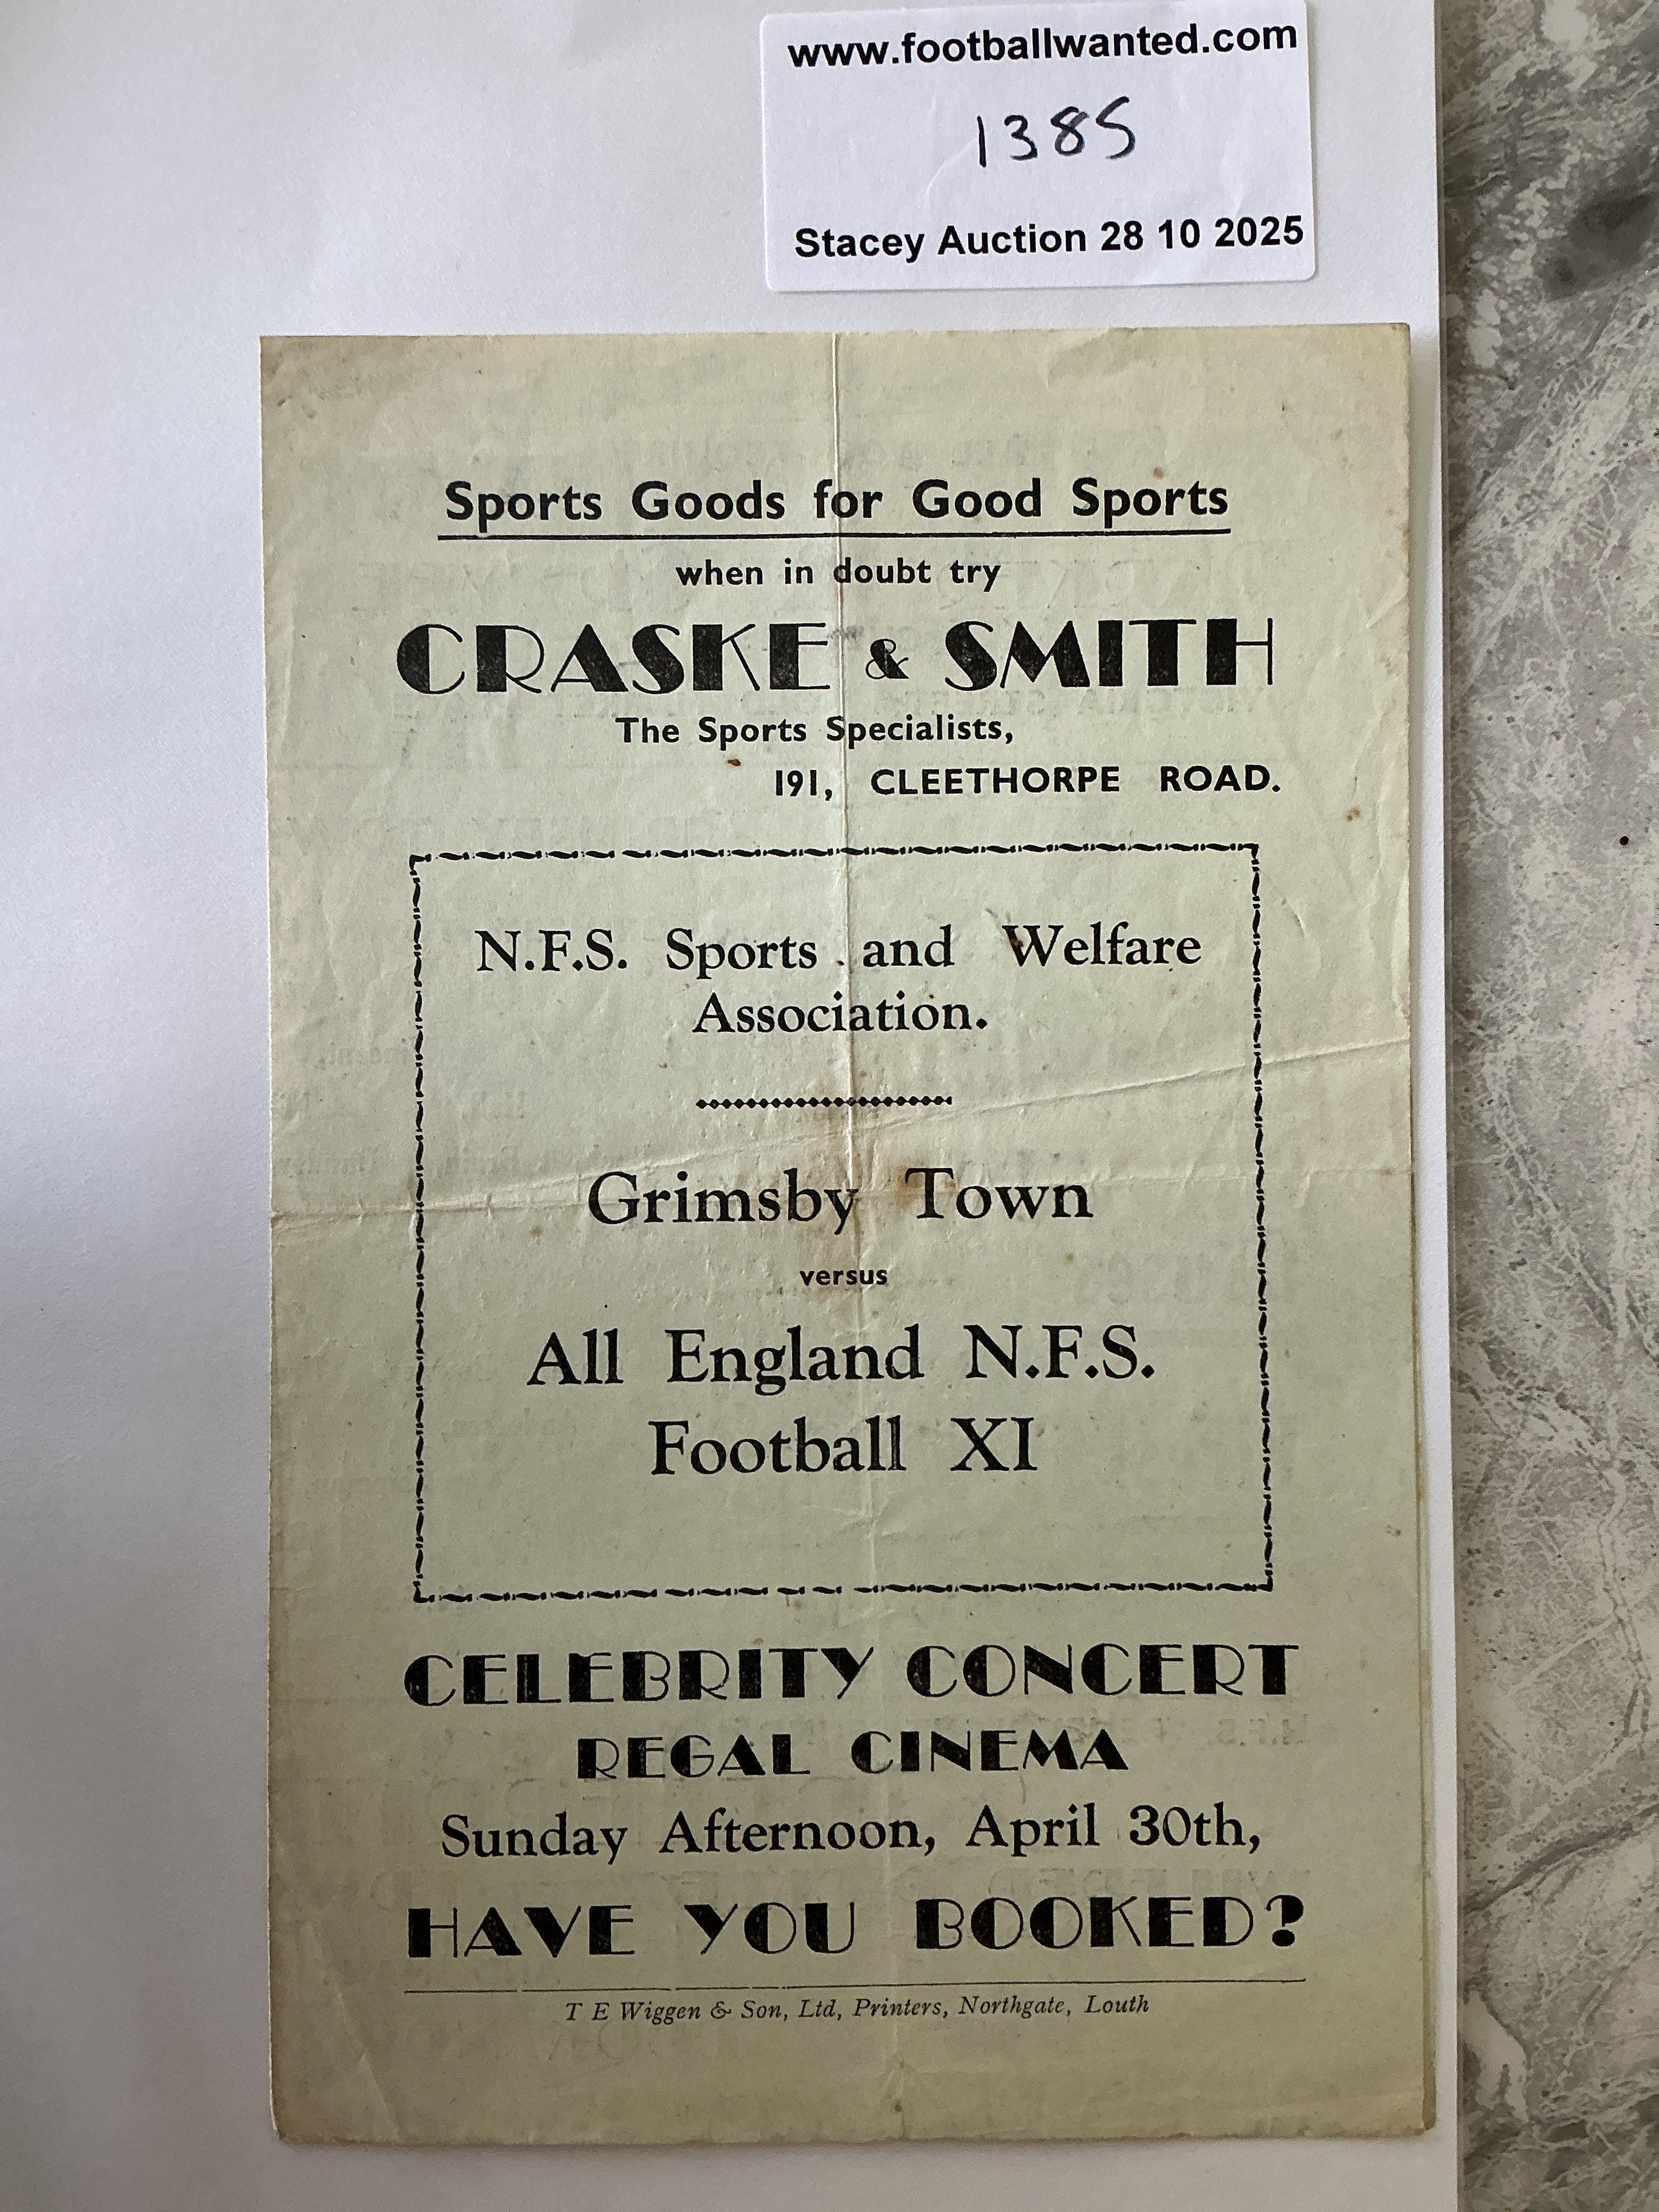 www.footballwanted.com
1385
Stacey Auction 28 10 2025
Sports Goods for Good Sports
when in doubt try
CRASKE & SMITH
The Sports Specialists,
191, CLEETHORPE ROAD.
N.F.S. Sports and Welfare
Association.
Grimsby Town
versus
All England N.F.S.
Football XI
CELEBRITY CONCERT
REGAL CINEMA
Sunday Afternoon, April 30th,
HAVE YOU BOOKED?
T E Wiggen & Son, Ltd, Printers, Northgate, Louth